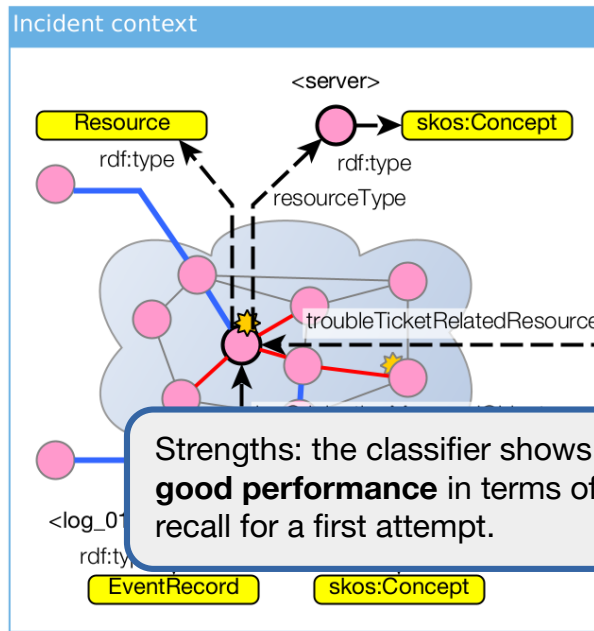 Incident context
<server>
Resource
skos:Concept
rdf:type
rdf:type
resourceType
troubleTicketRelatedResource
Strengths: the classifier shows
good performance in terms of
recall for a first attempt.
<log_01
rdf:ty
EventRecord
skos:Concept